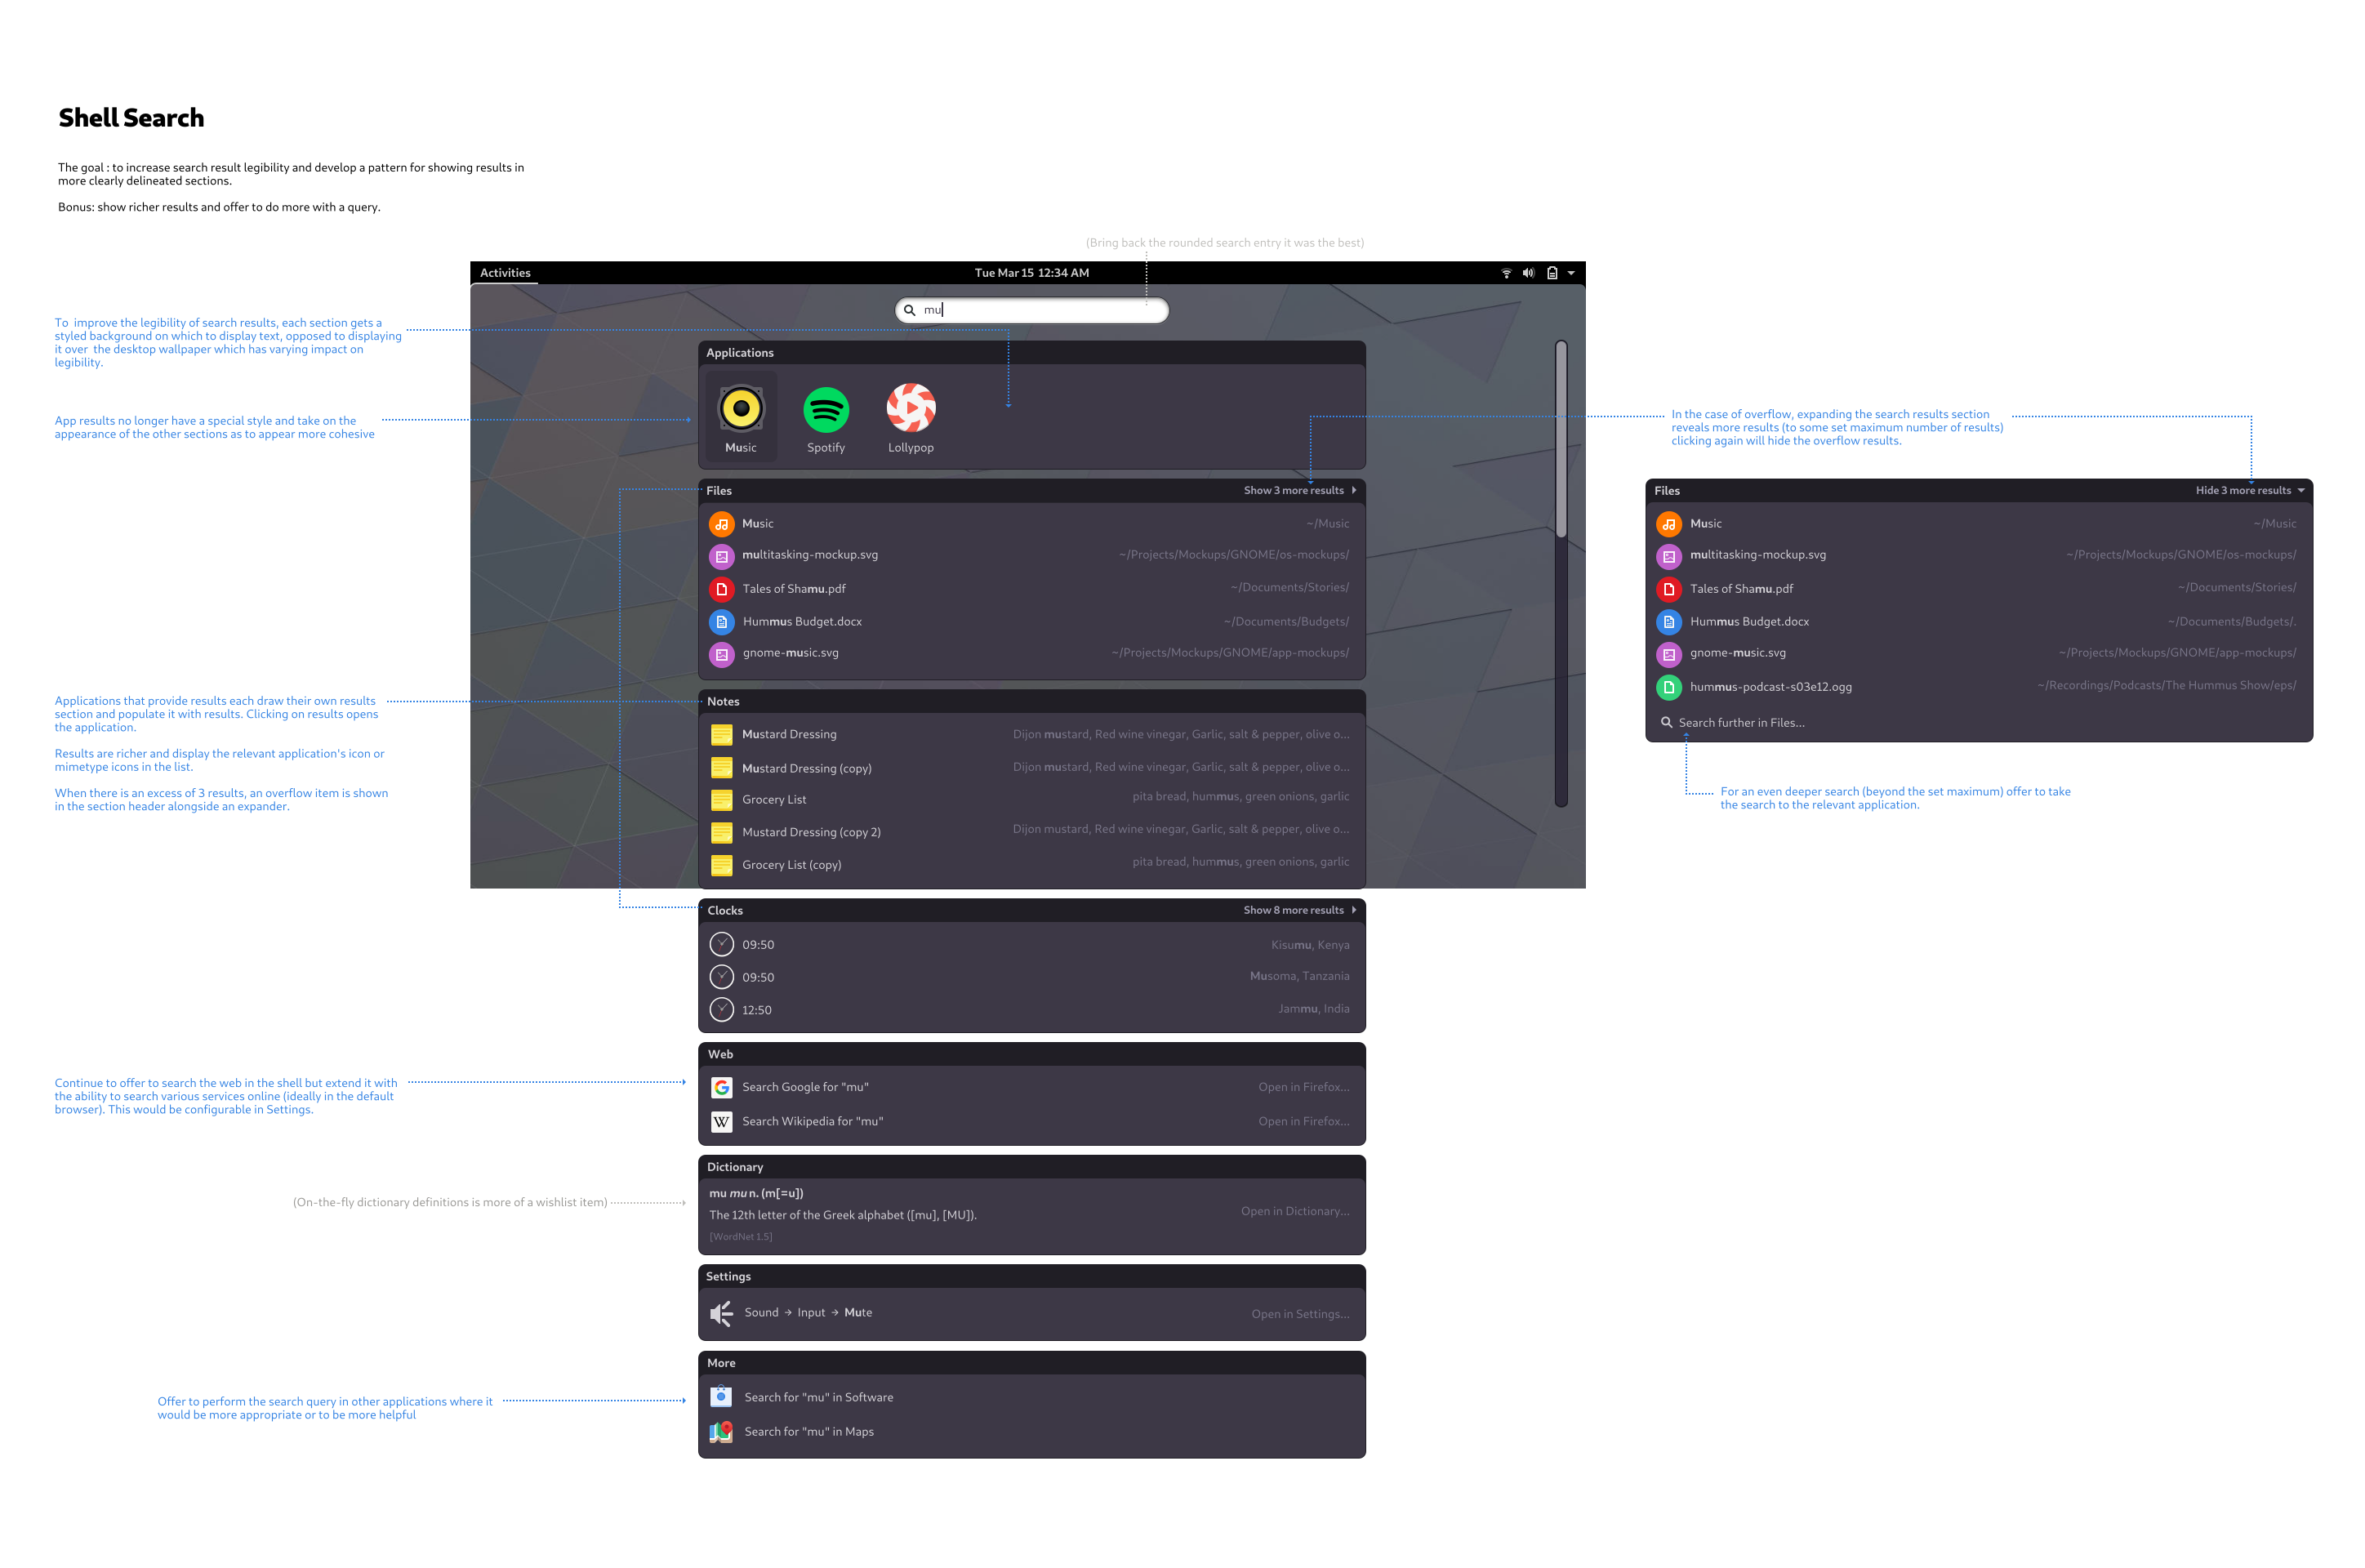 Shell Search
The goal : to increase search result legibility and develop a pattern for showing results in
more clearly delineated sections.
Bonus: show richer results and offer to do more with a query.
(Bring back the rounded search entry it was the best)
Activities
Tue Mar 15 12:34 AM
mu
To improve the legibility of search results, each section gets a
styled background on which to display text, opposed to displaying
it over the desktop wallpaper which has varying impact on
legibility.
App results no longer have a special style and take on the
appearance of the other sections as to appear more cohesive
Applications
Music
Spotify
Lollypop
Files
Show 3 more results
Music
~/Music
multitasking-mockup.svg
~/Projects/Mockups/GNOME/os-mockups/
Tales of Shamu.pdf
~/Documents/Stories/
Hummus Budget.docx
~/Documents/Budgets/
gnome-music.svg
~/Projects/Mockups/GNOME/app-mockups/
In the case of overflow, expanding the search results section
reveals more results (to some set maximum number of results)
clicking again will hide the overflow results.
Files
Hide 3 more results
Music
~/Music
multitasking-mockup.svg
~/Projects/Mockups/GNOME/os-mockups/
Tales of Shamu.pdf
~/Documents/Stories/
Hummus Budget.docx
~/Documents/Budgets/.
gnome-music.svg
~/Projects/Mockups/GNOME/app-mockups/
hummus-podcast-s03e12.ogg
~/Recordings/Podcasts/The Hummus Show/eps/
Search further in Files...
For an even deeper search (beyond the set maximum) offer to take
the search to the relevant application.
Applications that provide results each draw their own results
section and populate it with results. Clicking on results opens
the application.
Results are richer and display the relevant application's icon or
mimetype icons in the list.
When there is an excess of 3 results, an overflow item is shown
in the section header alongside an expander.
Notes
Mustard Dressing
Dijon mustard, Red wine vinegar, Garlic, salt & pepper, olive o...
Mustard Dressing (copy)
Dijon mustard, Red wine vinegar, Garlic, salt & pepper, olive o...
Grocery List
pita bread, hummus, green onions, garlic
Mustard Dressing (copy 2)
Dijon mustard, Red wine vinegar, Garlic, salt & pepper, olive o...
Grocery List (copy)
pita bread, hummus, green onions, garlic
Clocks
Show 8 more results
09:50
Kisumu, Kenya
09:50
Musoma, Tanzania
12:50
Jammu, India
Continue to offer to search the web in the shell but extend it with
the ability to search various services online (ideally in the default
browser). This would be configurable in Settings.
Web
G
Search Google for "mu"
Open in Firefox...
W
Search Wikipedia for "mu"
Open in Firefox...
(On-the-fly dictionary definitions is more of a wishlist item)
Dictionary
mu mu n. (m[=u])
The 12th letter of the Greek alphabet ([mu], [MU]).
Open in Dictionary...
[WordNet 1.5]
Settings
Sound → Input → Mute
Open in Settings...
Offer to perform the search query in other applications where it
would be more appropriate or to be more helpful
More
Search for "mu" in Software
Search for "mu" in Maps